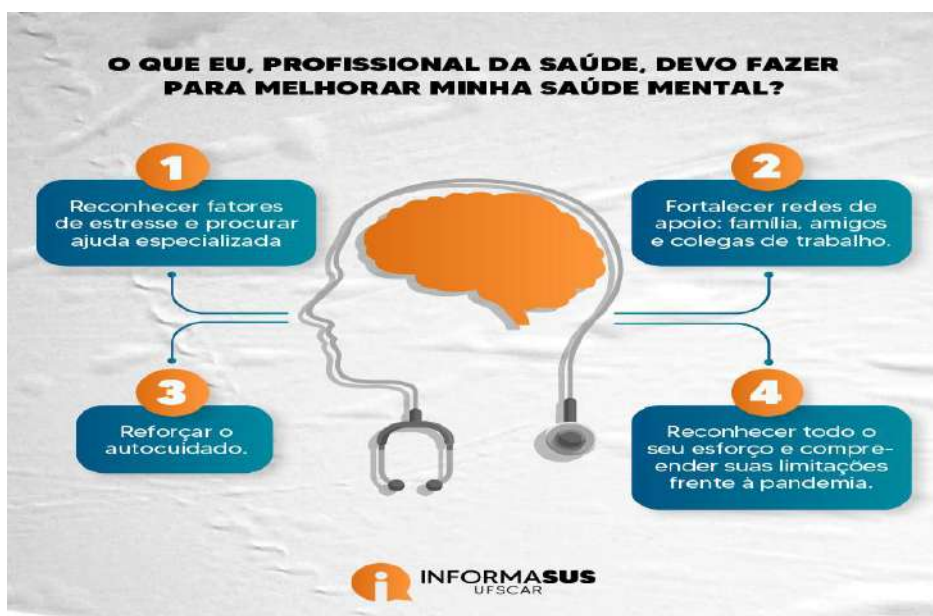 O QUE EU, PROFISSIONAL DA SAÚDE, DEVO FAZER
PARA MELHORAR MINHA SAÚDE MENTAL?
1
Reconhecer fatores
de estresse e procurar
ajuda especializada
2
Fortalecer redes de
apoio: família, amigos
e colegas de trabalho.
3
Reforçar o
autocuidado.
4
Reconhecer todo o
seu esforço e compre-
ender suas limitações
frente à pandemia.
i
INFORMASUS
UFSCAR